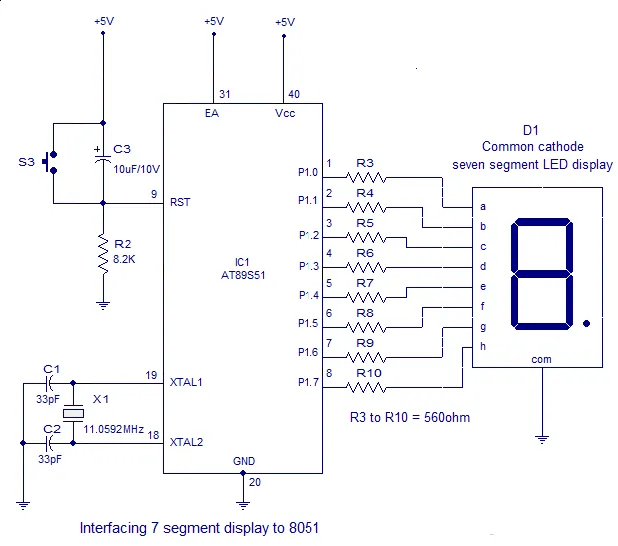 +5V
+5V
+5V
31
40
EA
Vcc
D1
Common cathode
seven segment LED display
S3
+
C3
10uF/10V
9
RST
R2
8.2K
IC1
AT89S51
P1.0
1
R3
P1.1
2
R4
P1.2
3
R5
P1.3
4
R6
P1.4
5
R7
P1.5
6
R8
P1.6
7
R9
P1.7
8
R10
a
b
c
d
e
f
g
h
com
R3 to R10 = 560ohm
C1
33pF
X1
11.0592MHz
C2
33pF
19
XTAL1
18
XTAL2
GND
20
Interfacing 7 segment display to 8051